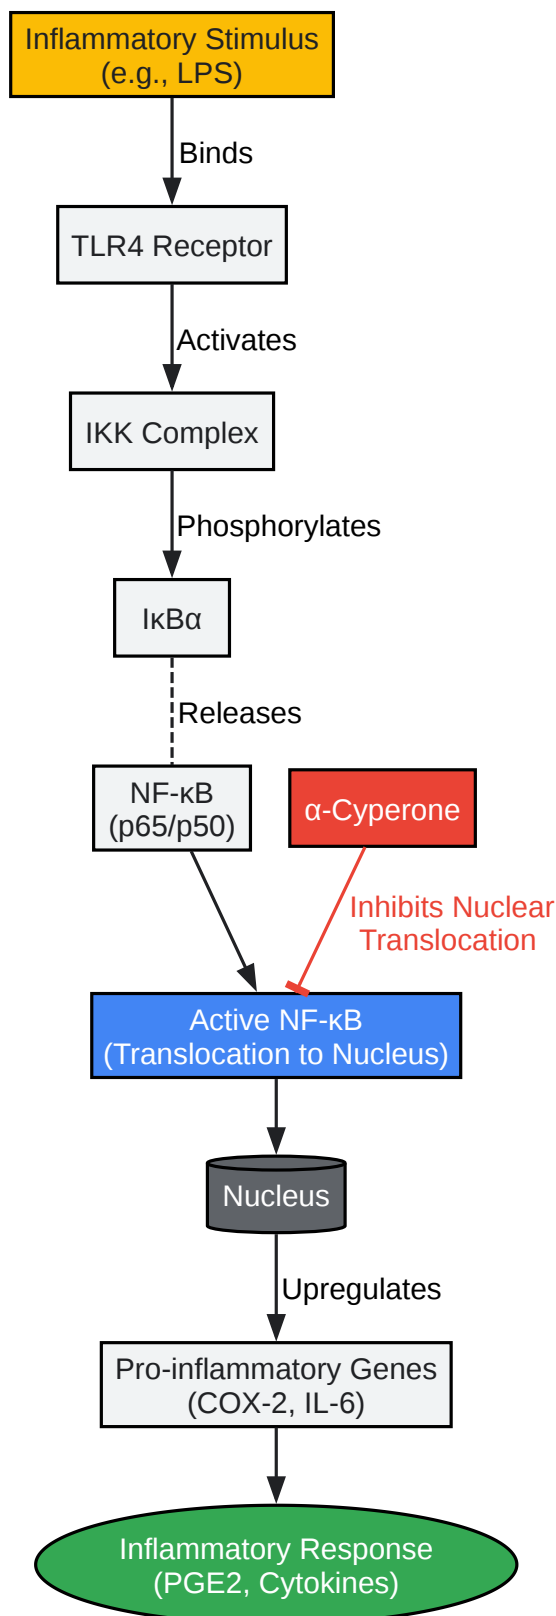 Inflammatory Stimulus
(e.g., LPS)
Binds
TLR4 Receptor
Activates
IKK Complex
Phosphorylates
IκBα
Releases
NF-κB
(p65/p50)
α-Cyperone
Inhibits Nuclear
Translocation
Active NF-κB
(Translocation to Nucleus)
Nucleus
Upregulates
Pro-inflammatory Genes
(COX-2, IL-6)
Inflammatory Response
(PGE2, Cytokines)